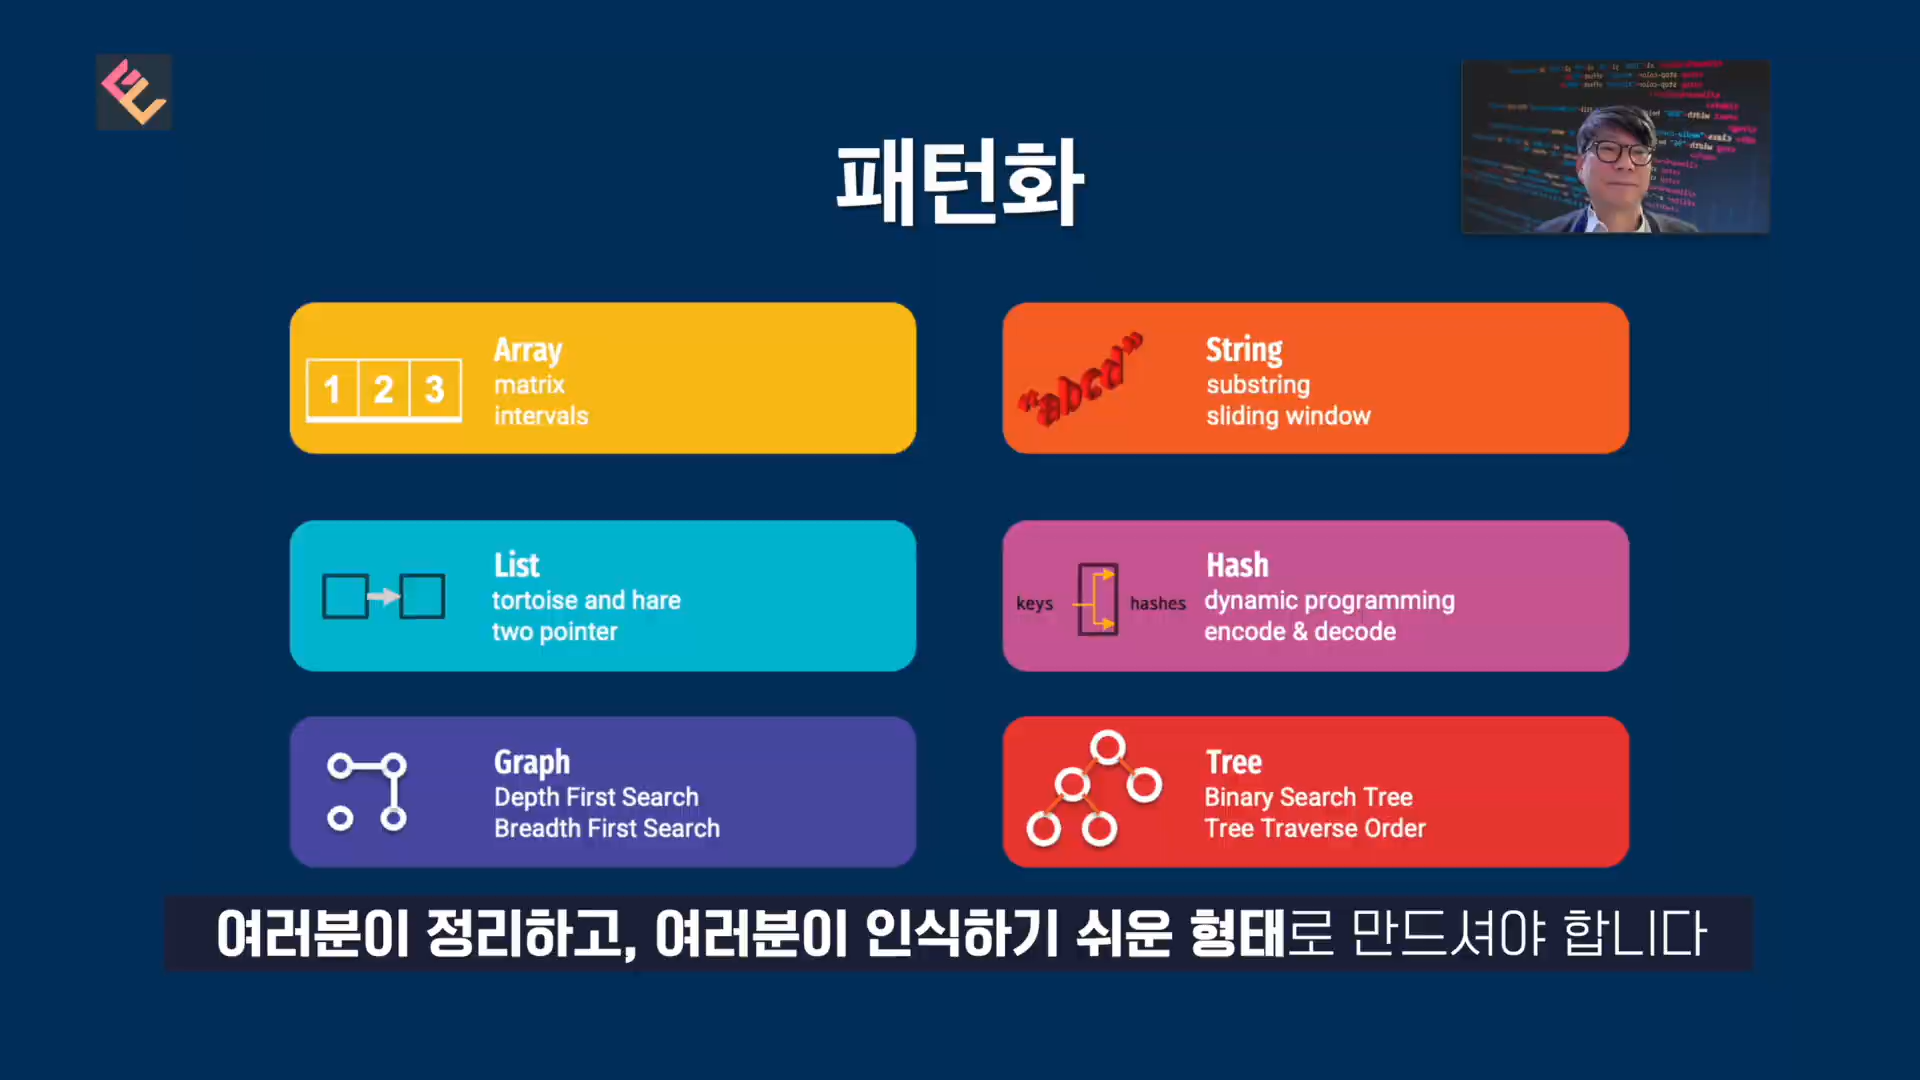 패턴화
1 2 3
Array
matrix
intervals
"abcd"
String
substring
sliding window
List
tortoise and hare
two pointer
keys
hashes
Hash
dynamic programming
encode & decode
Graph
Depth First Search
Breadth First Search
Tree
Binary Search Tree
Tree Traverse Order
여러분이 정리하고, 여러분이 인식하기 쉬운 형태로 만드셔야 합니다